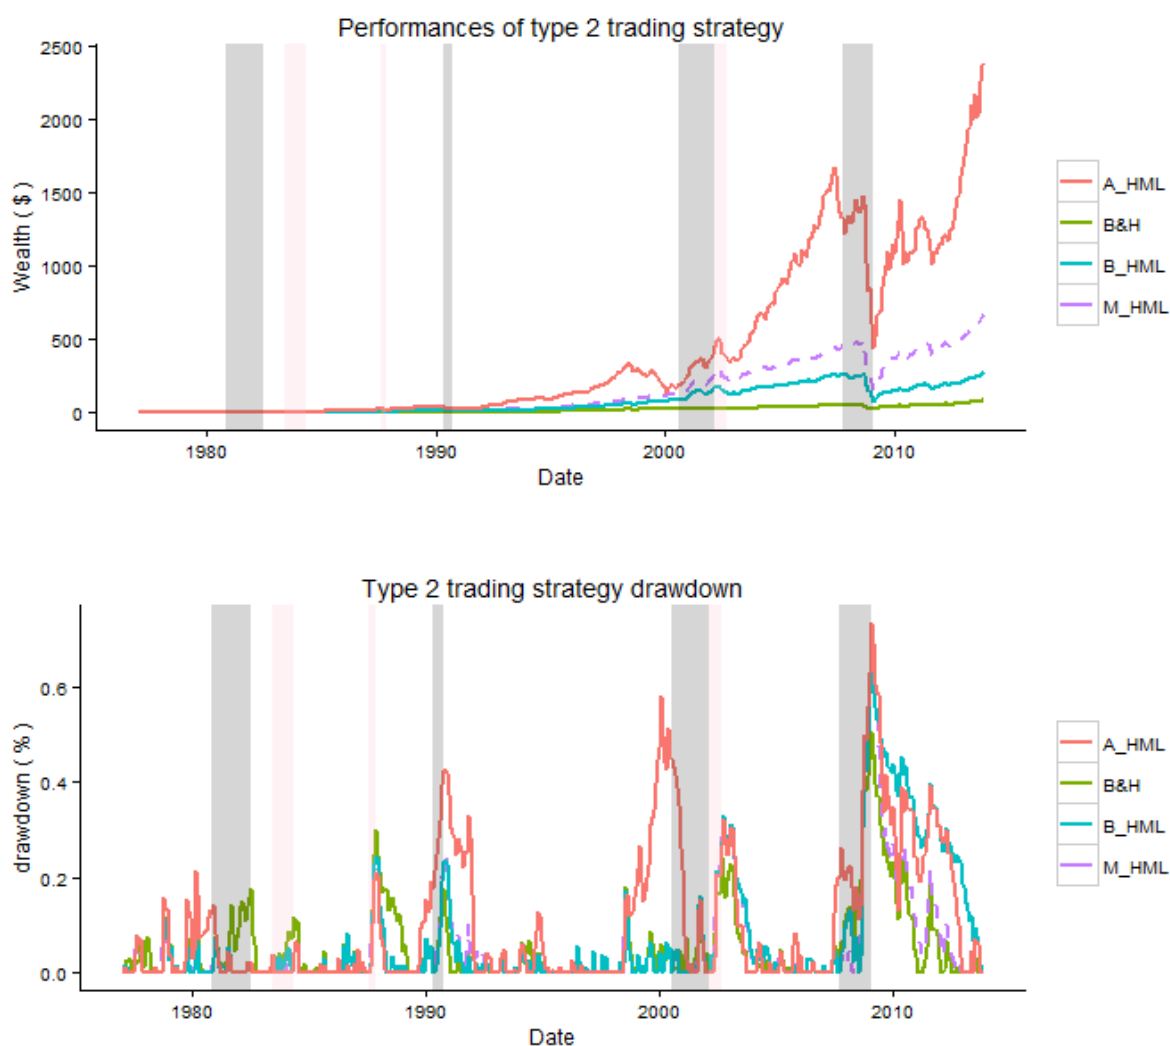 Performances of type 2 trading strategy
2500
2000
1500
1000
500
0
Wealth ( $ )
1980
1990
2000
2010
Date
A_HML
B&H
B_HML
M_HML
Type 2 trading strategy drawdown
0.6
0.4
0.2
0.0
drawdown ( % )
1980
1990
2000
2010
Date
A_HML
B&H
B_HML
M_HML